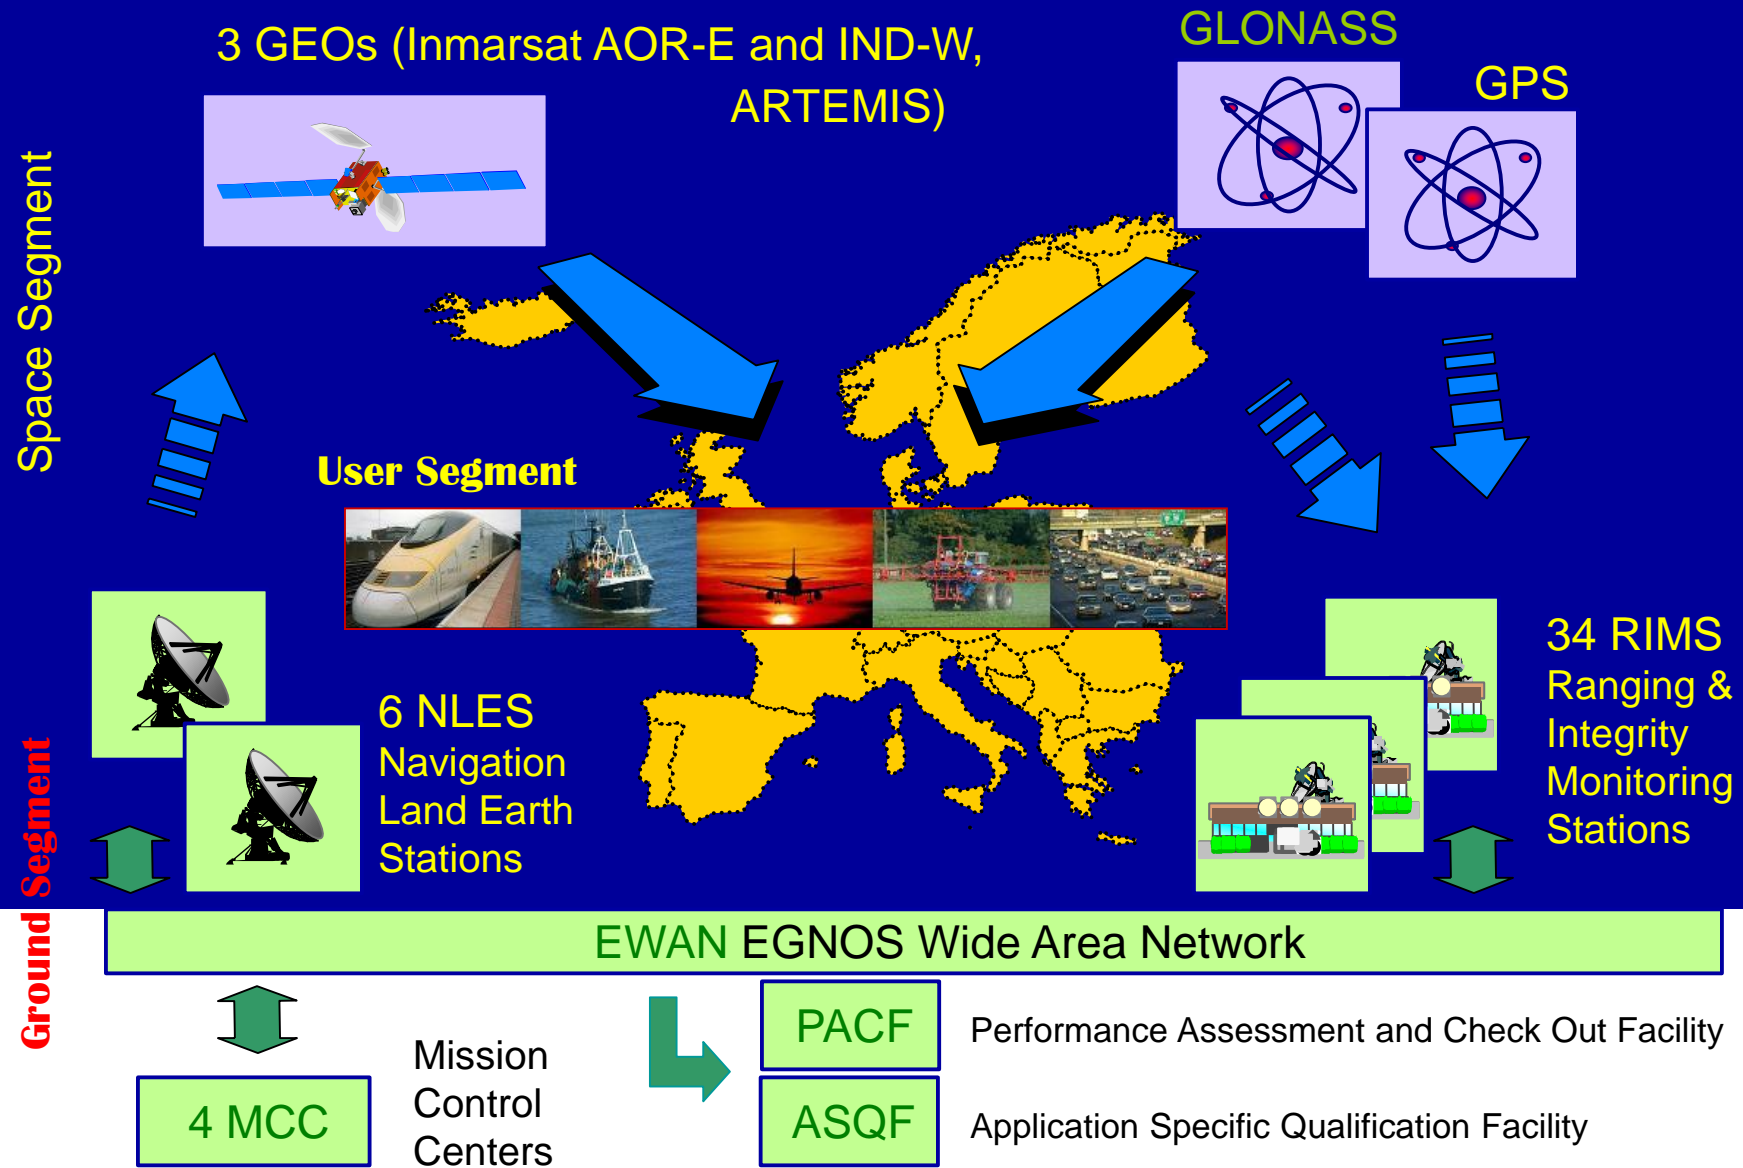 3 GEOs (Inmarsat AOR-E and IND-W,
ARTEMIS)
GLONASS
GPS
Space Segment
User Segment
6 NLES
Navigation
Land Earth
Stations
34 RIMS
Ranging &
Integrity
Monitoring
Stations
Ground Segment
EWAN EGNOS Wide Area Network
4 MCC
Mission
Control
Centers
PACF
Performance Assessment and Check Out Facility
ASQF
Application Specific Qualification Facility